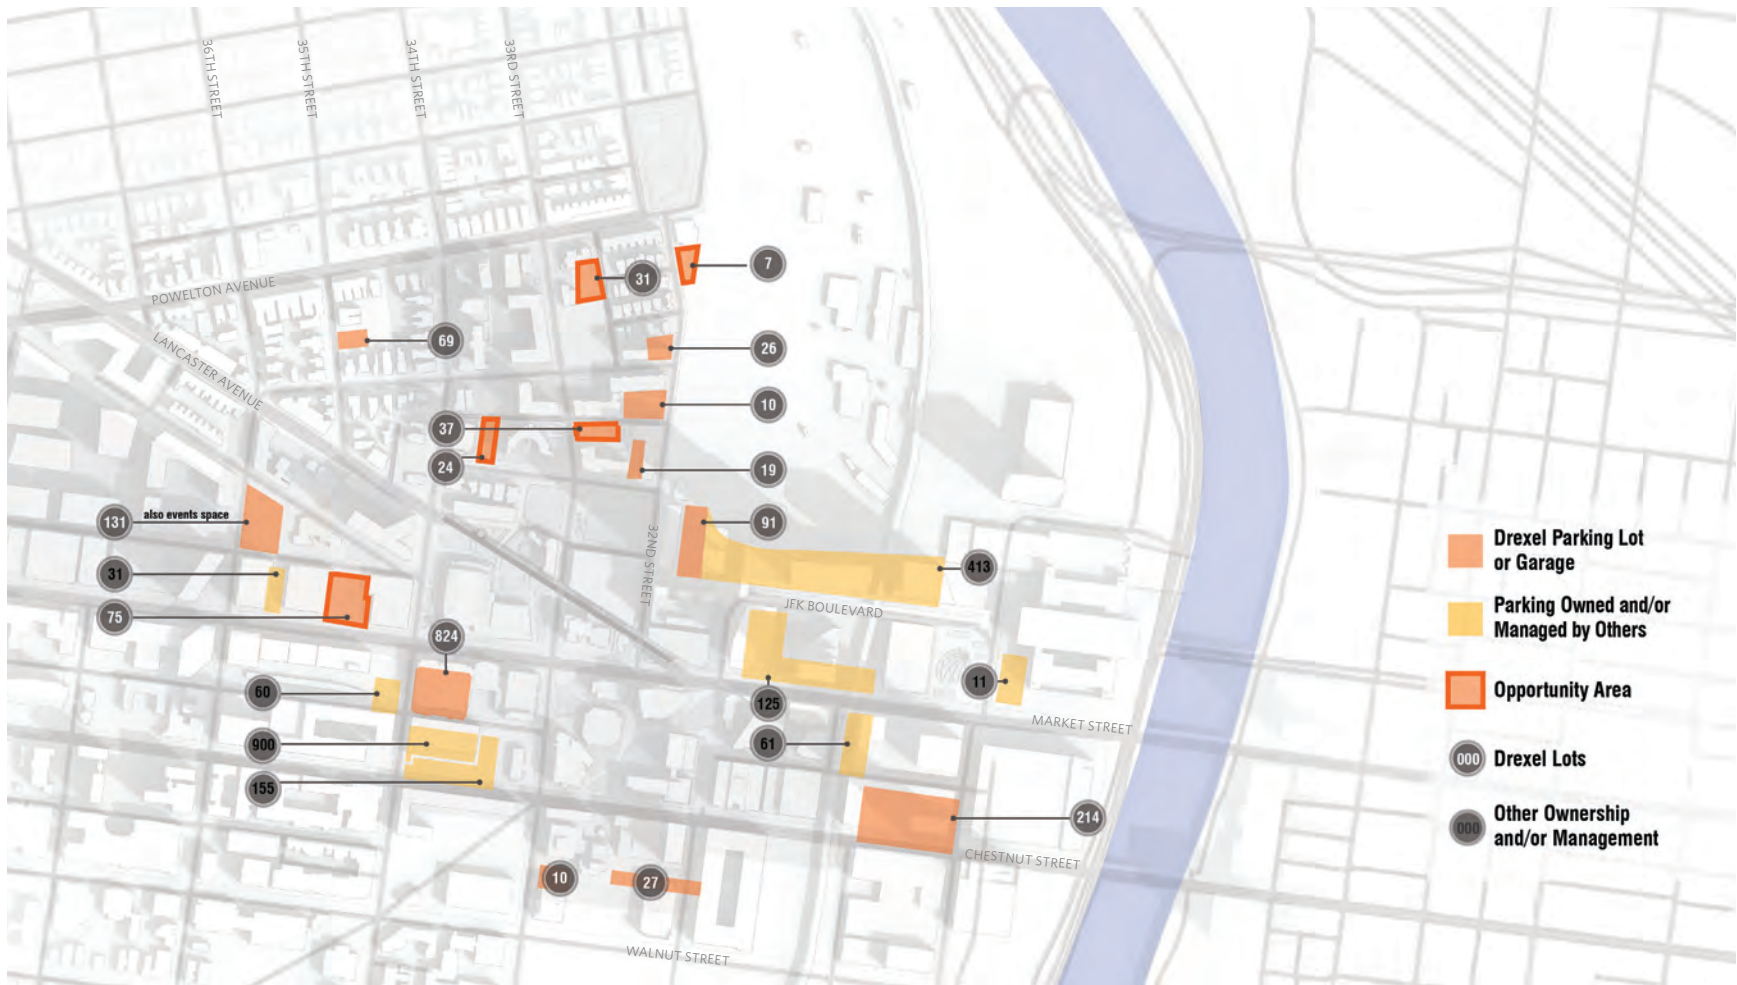 36TH STREET
35TH STREET
34TH STREET
33RD STREET
POWELTON AVENUE
LANCASTER AVENUE
31
7
69
26
10
37
24
19
131
also events space
91
32ND STREET
31
413
75
JFK BOULEVARD
824
60
11
125
MARKET STREET
900
61
155
214
CHESTNUT STREET
10
27
WALNUT STREET
Drexel Parking Lot
or Garage
Parking Owned and/or
Managed by Others
Opportunity Area
000
Drexel Lots
000
Other Ownership
and/or Management